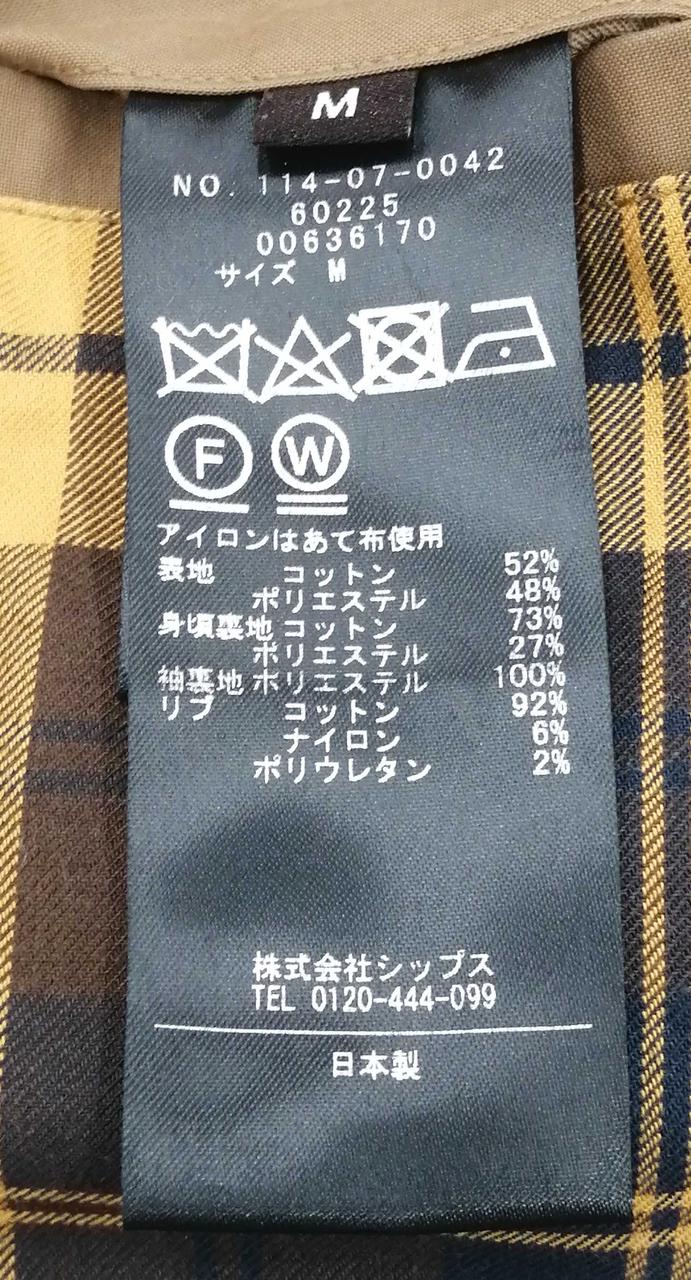 M
NO. 114-07-0042
60225
00636170
サイズ M
F W
アイロンはあて布使用
表地 コットン 52%
ポリエステル 48%
身頃裏地 コットン 73%
ポリエステル 27%
袖裏地 ポリエステル 100%
リブ コットン 92%
ナイロン 6%
ポリウレタン 2%
株式会社シップス
TEL 0120-444-099
日本製